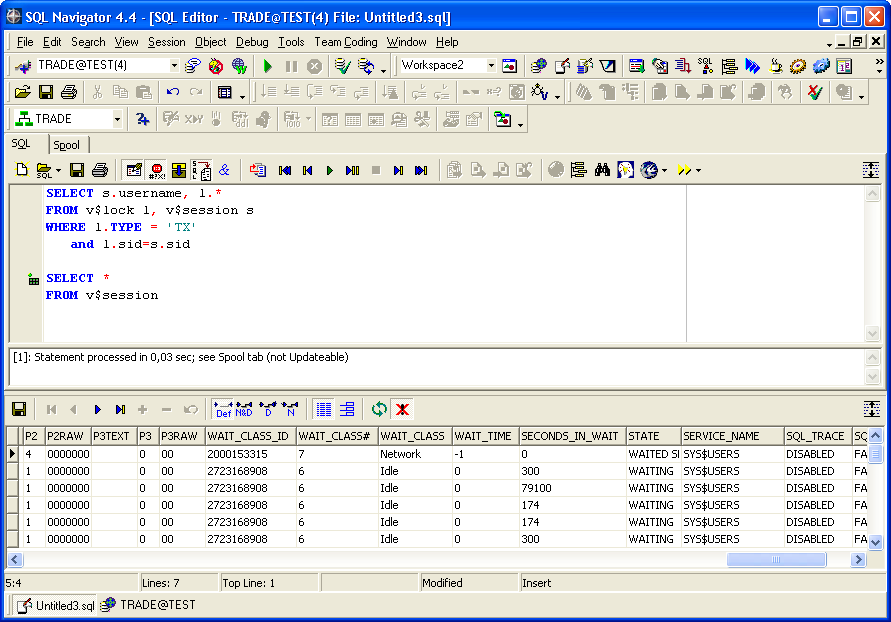 SQL Navigator 4.4 - [SQL Editor - TRADE@TEST(4) File: Untitled3.sql]
File Edit Search View Session Object Debug Tools Team Coding Window Help
TRADE@TEST(4) Workspace2
TRADE
SQL Spool
SELECT s.username, l.*
FROM v$lock l, v$session s
WHERE l.TYPE = 'TX'
and l.sid=s.sid
SELECT *
FROM v$session
[1]: Statement processed in 0,03 sec; see Spool tab (not Updateable)
Def N&D D N
P2 P2RAW P3TEXT P3 P3RAW WAIT_CLASS_ID WAIT_CLASS# WAIT_CLASS WAIT_TIME SECONDS_IN_WAIT STATE SERVICE_NAME SQL_TRACE SQ
4 0000000 0 00 2000153315 7 Network -1 0 WAITED SI SYS$USERS DISABLED FA
1 0000000 0 00 2723168908 6 Idle 0 300 WAITING SYS$USERS DISABLED FA
1 0000000 0 00 2723168908 6 Idle 0 79100 WAITING SYS$USERS DISABLED FA
1 0000000 0 00 2723168908 6 Idle 0 174 WAITING SYS$USERS DISABLED FA
1 0000000 0 00 2723168908 6 Idle 0 174 WAITING SYS$USERS DISABLED FA
1 0000000 0 00 2723168908 6 Idle 0 300 WAITING SYS$USERS DISABLED FA
5:4 Lines: 7 Top Line: 1 Modified Insert
Untitled3.sql TRADE@TEST